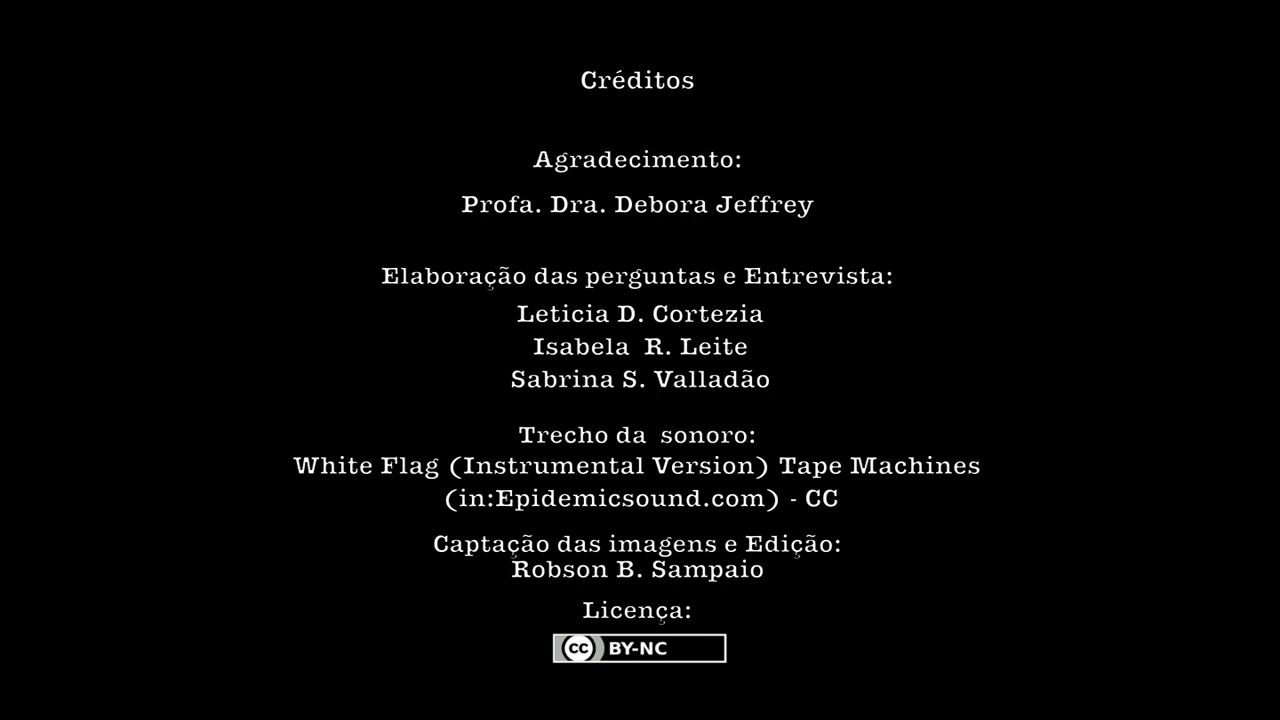 Créditos
Agradecimento:
Profa. Dra. Debora Jeffrey
Elaboração das perguntas e Entrevista:
Leticia D. Cortezia
Isabela R. Leite
Sabrina S. Valladão
Trecho da sonoro:
White Flag (Instrumental Version) Tape Machines
(in:Epidemicsound.com) - CC
Captação das imagens e Edição:
Robson B. Sampaio
Licença:
CC BY-NC